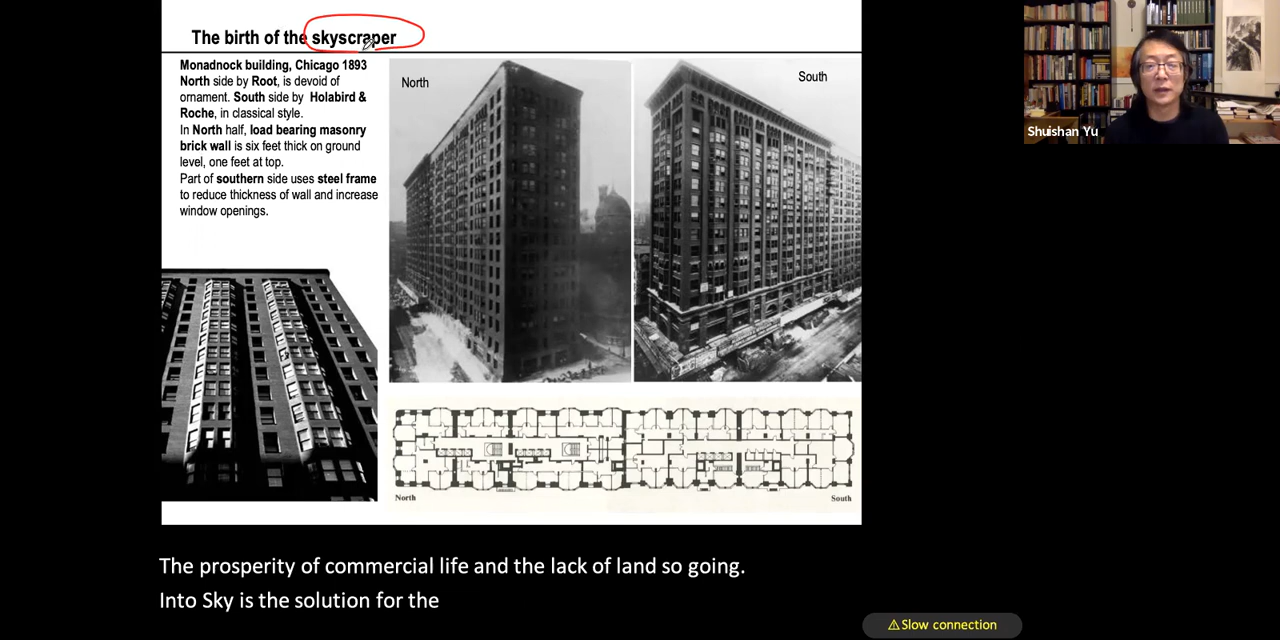 The birth of the skyscraper
Monadnock building, Chicago 1893
North side by Root, is devoid of
ornament. South side by Holabird &
Roche, in classical style.
In North half, load bearing masonry
brick wall is six feet thick on ground
level, one feet at top.
Part of southern side uses steel frame
to reduce thickness of wall and increase
window openings.
North
South
North
South
Shuishan Yu
The prosperity of commercial life and the lack of land so going.
Into Sky is the solution for the
⚠Slow connection